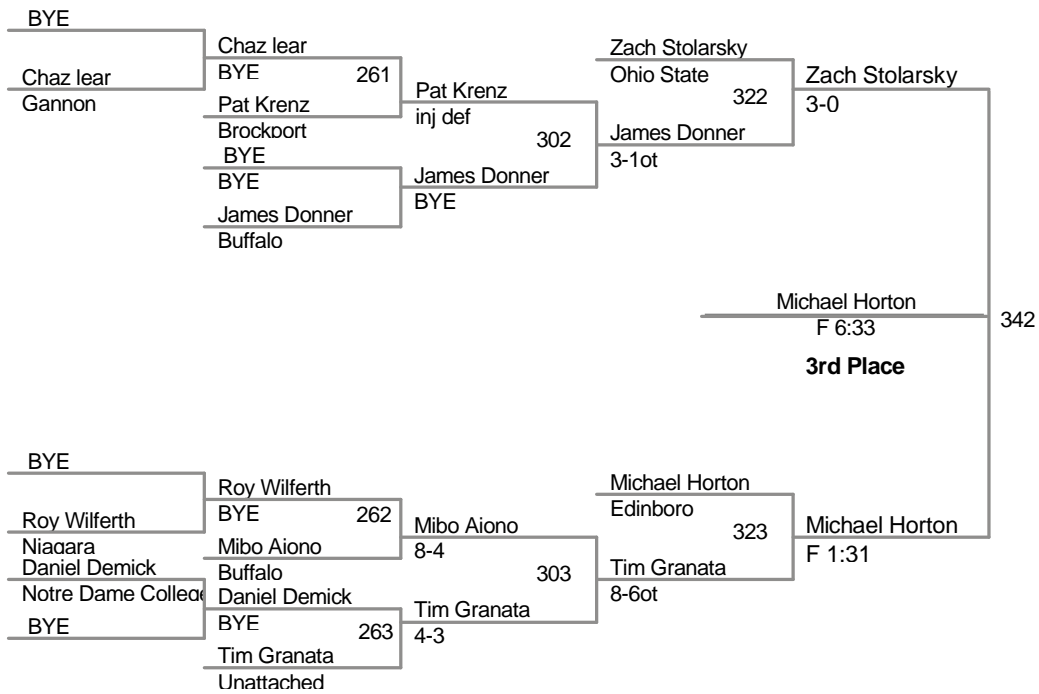 BYE
Chaz lear
Gannon
Chaz lear
BYE
261
Pat Krenz
Brockport
BYE
BYE
James Donner
Buffalo
Pat Krenz
inj def
302
James Donner
BYE
Zach Stolarsky
Ohio State
322
James Donner
3-1ot
Zach Stolarsky
3-0
Michael Horton
F 6:33
3rd Place
342
BYE
Roy Wilferth
Niagara
Daniel Demick
Notre Dame College
BYE
Roy Wilferth
BYE
262
Mibo Aiono
Buffalo
Daniel Demick
BYE
263
Tim Granata
Unattached
Mibo Aiono
8-4
303
Tim Granata
4-3
Michael Horton
Edinboro
323
Tim Granata
8-6ot
Michael Horton
F 1:31